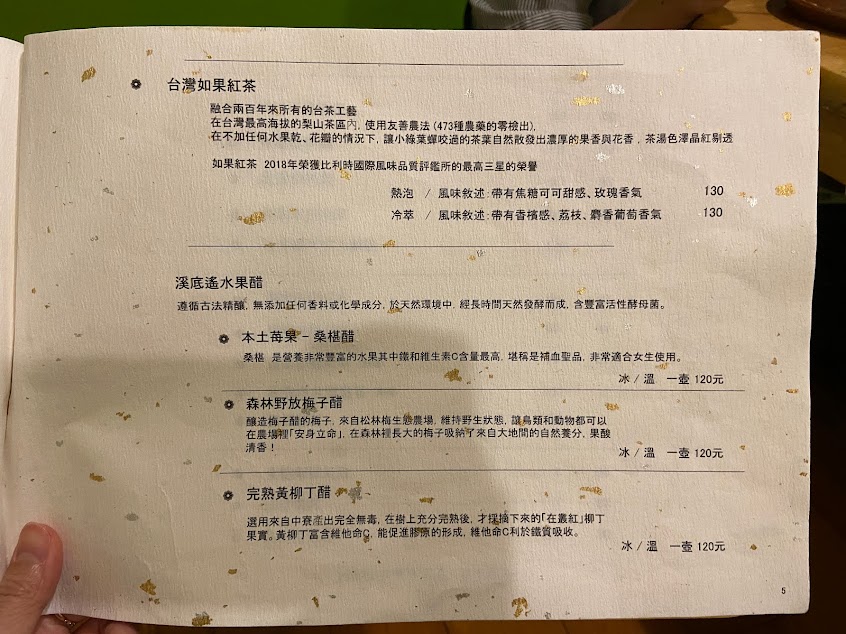 台灣如果紅茶
融合兩百年來所有的台茶工藝
在台灣最高海拔的梨山茶區內, 使用友善農法 (473種農藥的零檢出),
在不加任何水果乾、花瓣的情況下, 讓小綠葉蟬咬過的茶葉自然散發出濃厚的果香與花香 , 茶湯色澤晶紅剔透
如果紅茶 2018年榮獲比利時國際風味品質評鑑所的最高三星的榮譽
熱泡 / 風味敘述:帶有焦糖可可甜感、玫瑰香氣 130
冷萃 / 風味敘述:帶有香檳感、荔枝、麝香葡萄香氣 130
溪底遙水果醋
遵循古法精釀, 無添加任何香料或化學成分, 於天然環境中, 經長時間天然發酵而成, 含豐富活性酵母菌。
本土苺果 – 桑椹醋
桑椹 是營養非常豐富的水果其中鐵和維生素C含量最高, 堪稱是補血聖品, 非常適合女生使用。
冰 / 溫 一壺 120元
森林野放梅子醋
釀造梅子醋的梅子, 來自松林梅生態農場, 維持野生狀態, 讓鳥類和動物都可以
在農場裡「安身立命」, 在森林裡長大的梅子吸納了來自大地間的自然養分, 果酸
清香！
冰 / 溫 一壺 120元
完熟黃柳丁醋
選用來自中寮產出完全無毒, 在樹上充分完熟後, 才採摘下來的「在叢紅」柳丁
果實。黃柳丁富含維他命C, 能促進膠原的形成, 維他命C利於鐵質吸收。
冰 / 溫 一壺 120元
5